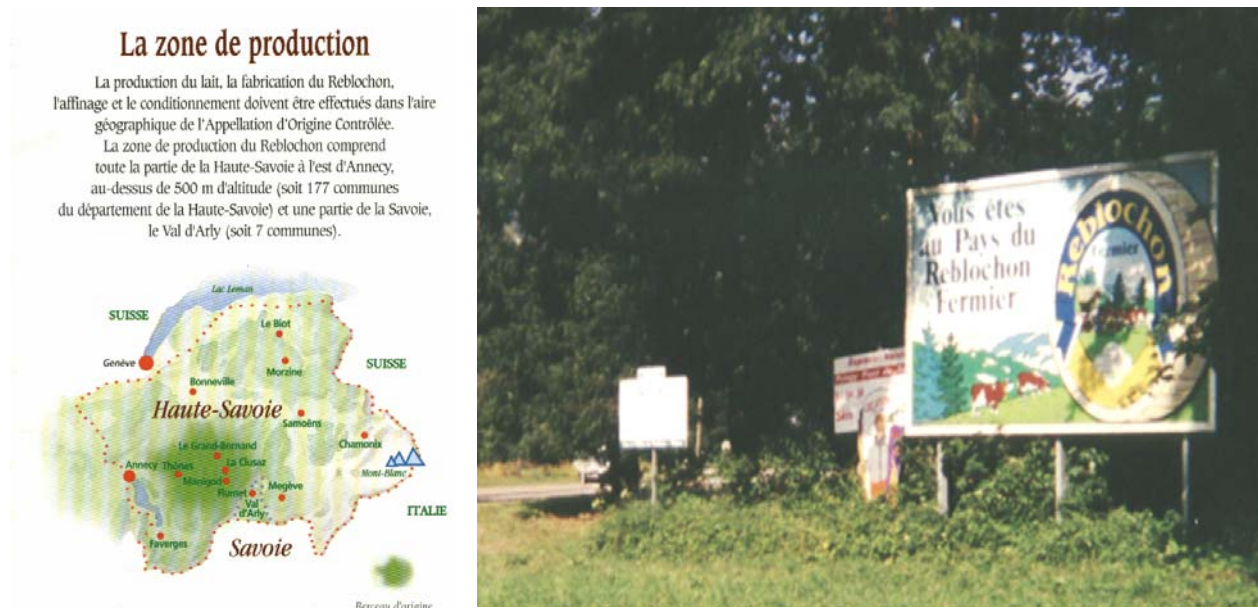 La zone de production
La production du lait, la fabrication du Reblochon,
l'affinage et le conditionnement doivent être effectués dans l'aire
géographique de l'Appellation d'Origine Contrôlée.
La zone de production du Reblochon comprend
toute la partie de la Haute-Savoie à l'est d'Annecy,
au-dessus de 500 m d'altitude (soit 177 communes
du département de la Haute-Savoie) et une partie de la Savoie,
le Val d'Arly (soit 7 communes).
Lac Leman
SUISSE
Le Biot
Genève
SUISSE
Morzine
Bonneville
Haute-Savoie
Samoëns
Chamonix
Le Grand-Bornand
Annecy
Thônes
La Clusaz
Mont-Blanc
Manigod
Flumet
Megève
Val
d'Arly
ITALIE
Faverges
Savoie
Berceau d'origine
Vous êtes
au Pays du
Reblochon
Fermier
Reblochon
Fermier